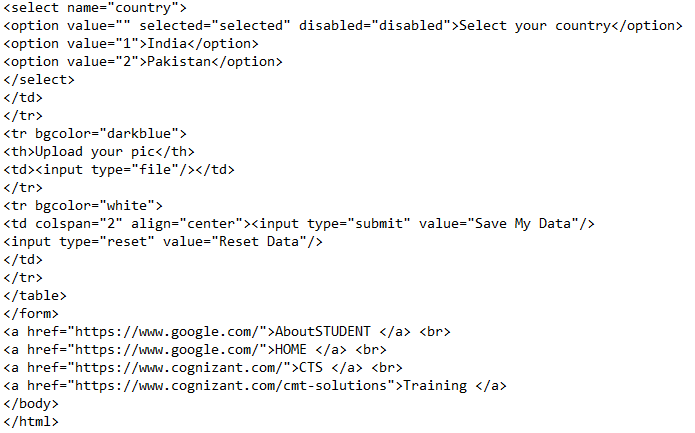 <select name="country">
<option value="" selected="selected" disabled="disabled">Select your country</option>
<option value="1">India</option>
<option value="2">Pakistan</option>
</select>
</td>
</tr>
<tr bgcolor="darkblue">
<th>Upload your pic</th>
<td><input type="file"/></td>
</tr>
<tr bgcolor="white">
<td colspan="2" align="center"><input type="submit" value="Save My Data"/>
<input type="reset" value="Reset Data"/>
</td>
</tr>
</table>
</form>
<a href="https://www.google.com/">AboutSTUDENT </a> <br>
<a href="https://www.google.com/">HOME </a> <br>
<a href="https://www.cognizant.com/">CTS </a> <br>
<a href="https://www.cognizant.com/cmt-solutions">Training </a>
</body>
</html>